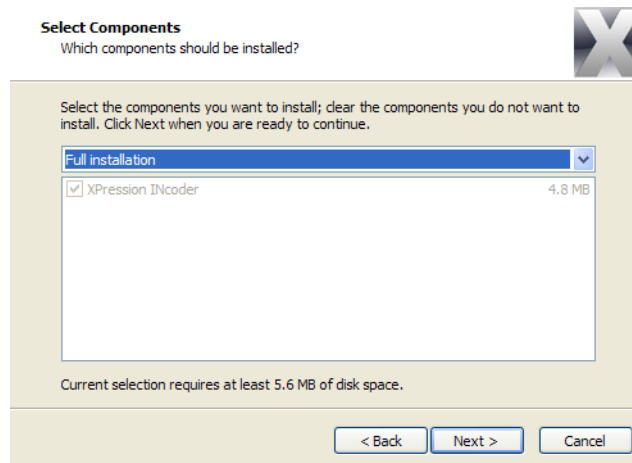 Select Components
Which components should be installed?
X
Select the components you want to install; clear the components you do not want to
install. Click Next when you are ready to continue.
Full installation
XPression INcoder 4.8 MB
Current selection requires at least 5.6 MB of disk space.
< Back Next > Cancel